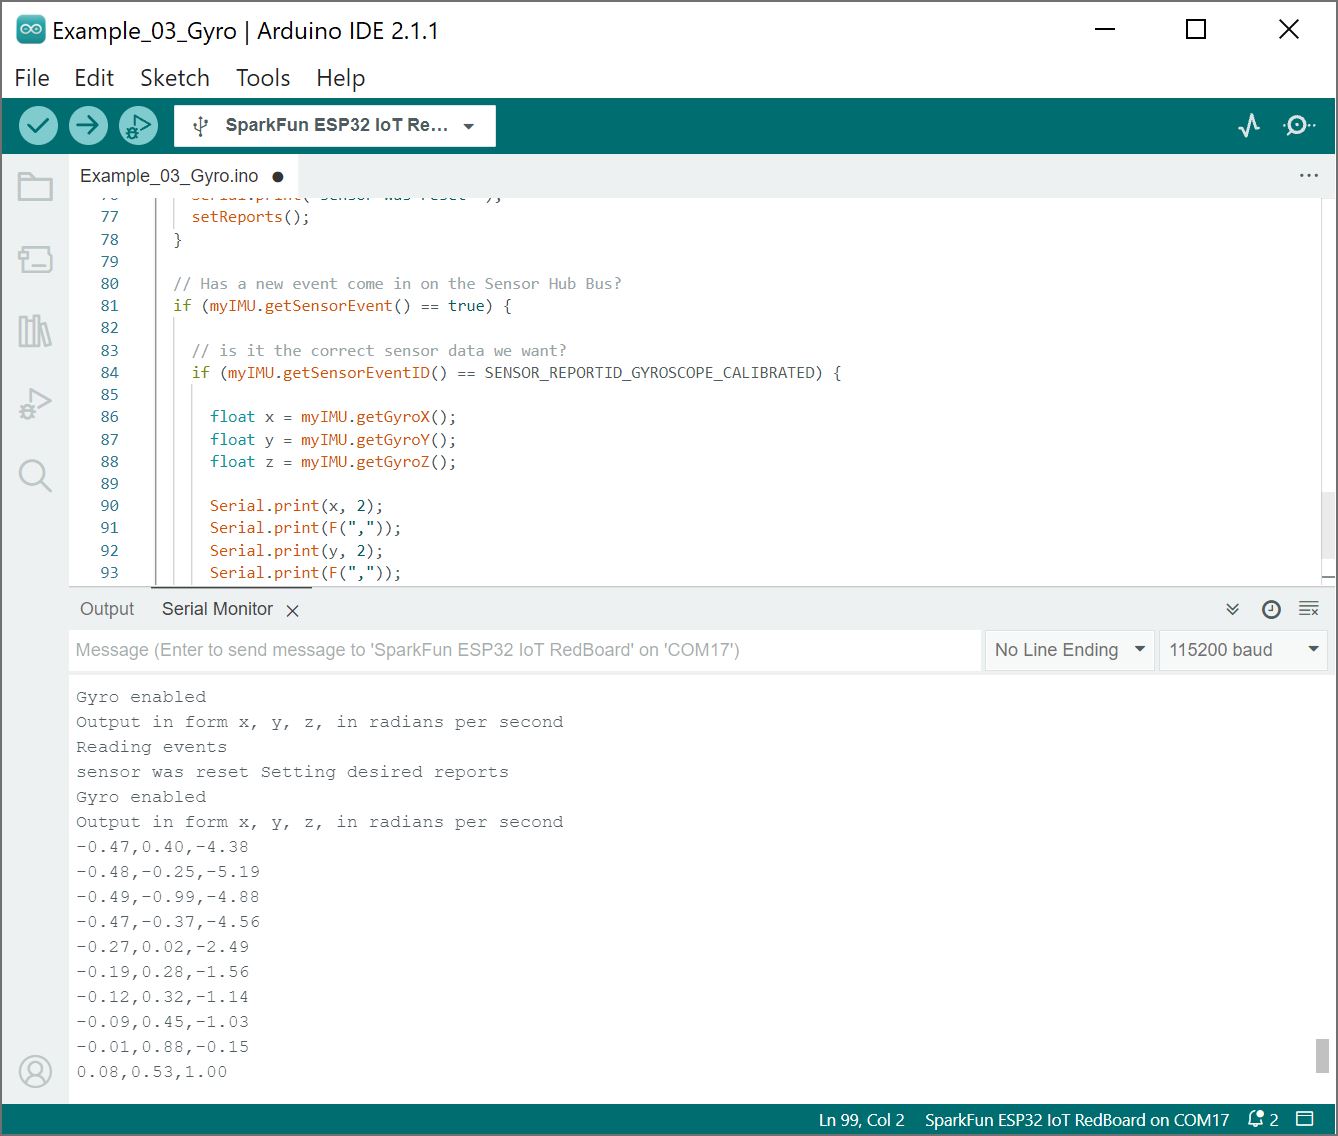 Example_03_Gyro | Arduino IDE 2.1.1
File Edit Sketch Tools Help
SparkFun ESP32 IoT Re...
Example_03_Gyro.ino
76 Serial.print("sensor was reset ");
77 setReports();
78 }
79
80 // Has a new event come in on the Sensor Hub Bus?
81 if (myIMU.getSensorEvent() == true) {
82
83 // is it the correct sensor data we want?
84 if (myIMU.getSensorEventID() == SENSOR_REPORTID_GYROSCOPE_CALIBRATED) {
85
86 float x = myIMU.getGyroX();
87 float y = myIMU.getGyroY();
88 float z = myIMU.getGyroZ();
89
90 Serial.print(x, 2);
91 Serial.print(F(","));
92 Serial.print(y, 2);
93 Serial.print(F(","));
Output Serial Monitor
Message (Enter to send message to 'SparkFun ESP32 IoT RedBoard' on 'COM17') No Line Ending 115200 baud
Gyro enabled
Output in form x, y, z, in radians per second
Reading events
sensor was reset Setting desired reports
Gyro enabled
Output in form x, y, z, in radians per second
-0.47,0.40,-4.38
-0.48,-0.25,-5.19
-0.49,-0.99,-4.88
-0.47,-0.37,-4.56
-0.27,0.02,-2.49
-0.19,0.28,-1.56
-0.12,0.32,-1.14
-0.09,0.45,-1.03
-0.01,0.88,-0.15
0.08,0.53,1.00
Ln 99, Col 2 SparkFun ESP32 IoT RedBoard on COM17 2